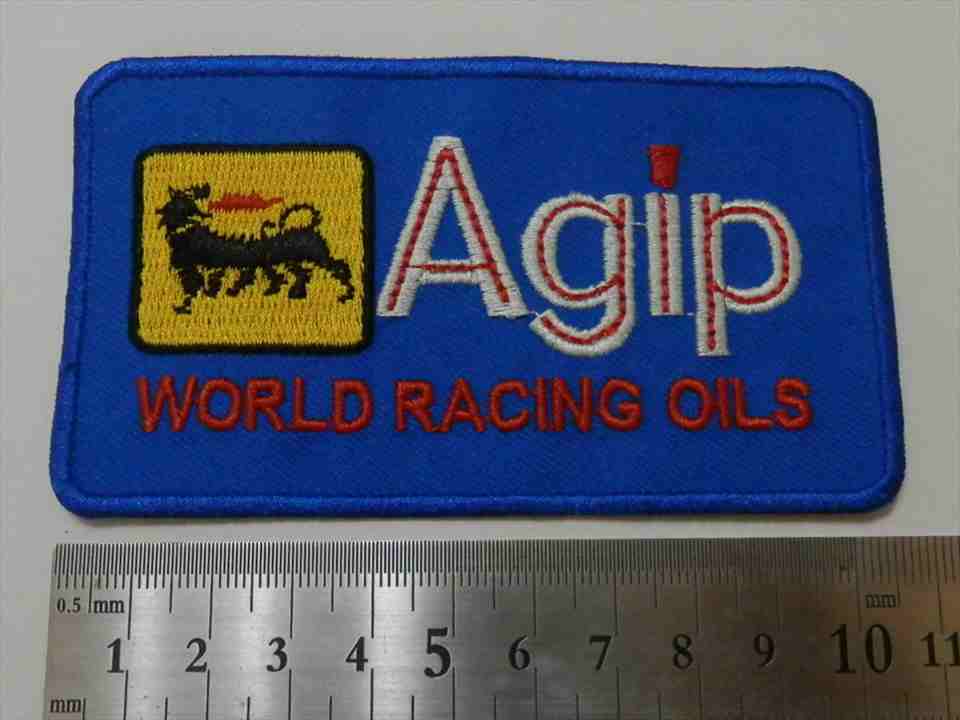 Agip
WORLD RACING OILS
0.5 mm mm
1 2 3 4 5 6 7 8 9 10 11
mm